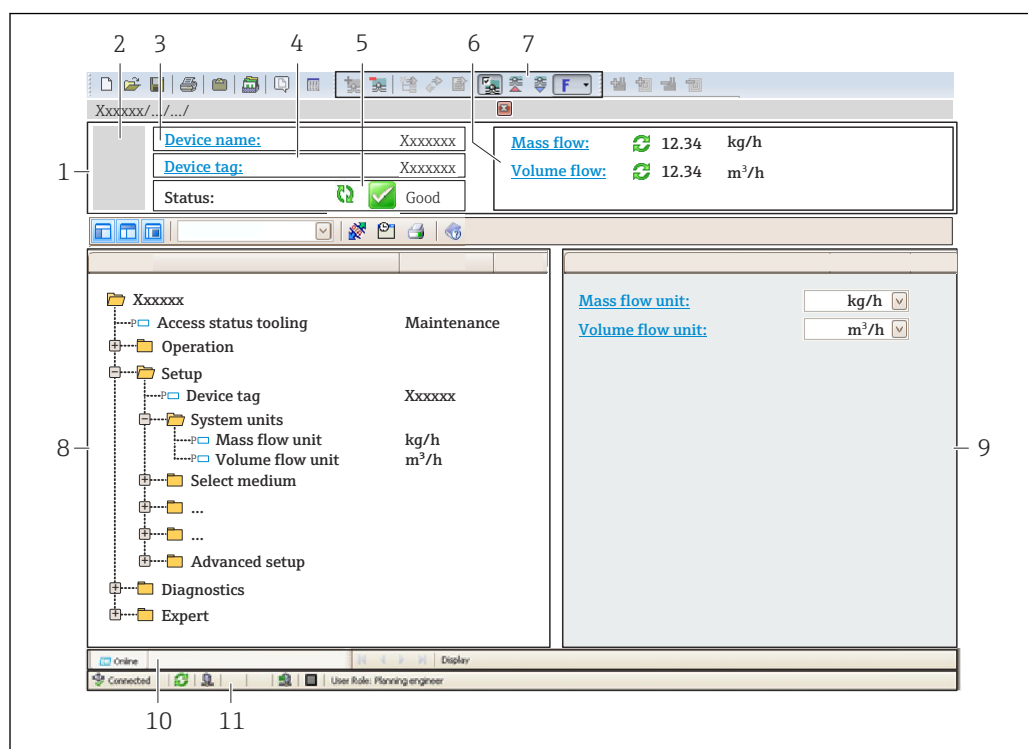 2 3 4 5 6 7
F
Xxxxxx/.../.../
Device name: Xxxxxxx Mass flow: 12.34 kg/h
1
Device tag: Xxxxxxx Volume flow: 12.34 m³/h
Status: Good
Xxxxxx Mass flow unit: kg/h
P Access status tooling Maintenance Volume flow unit: m³/h
Operation
Setup
P Device tag Xxxxxx
System units
8 P Mass flow unit kg/h 9
P Volume flow unit m³/h
Select medium
...
...
Advanced setup
Diagnostics
Expert
Online Display
Connected User Role: Planning engineer
10 11